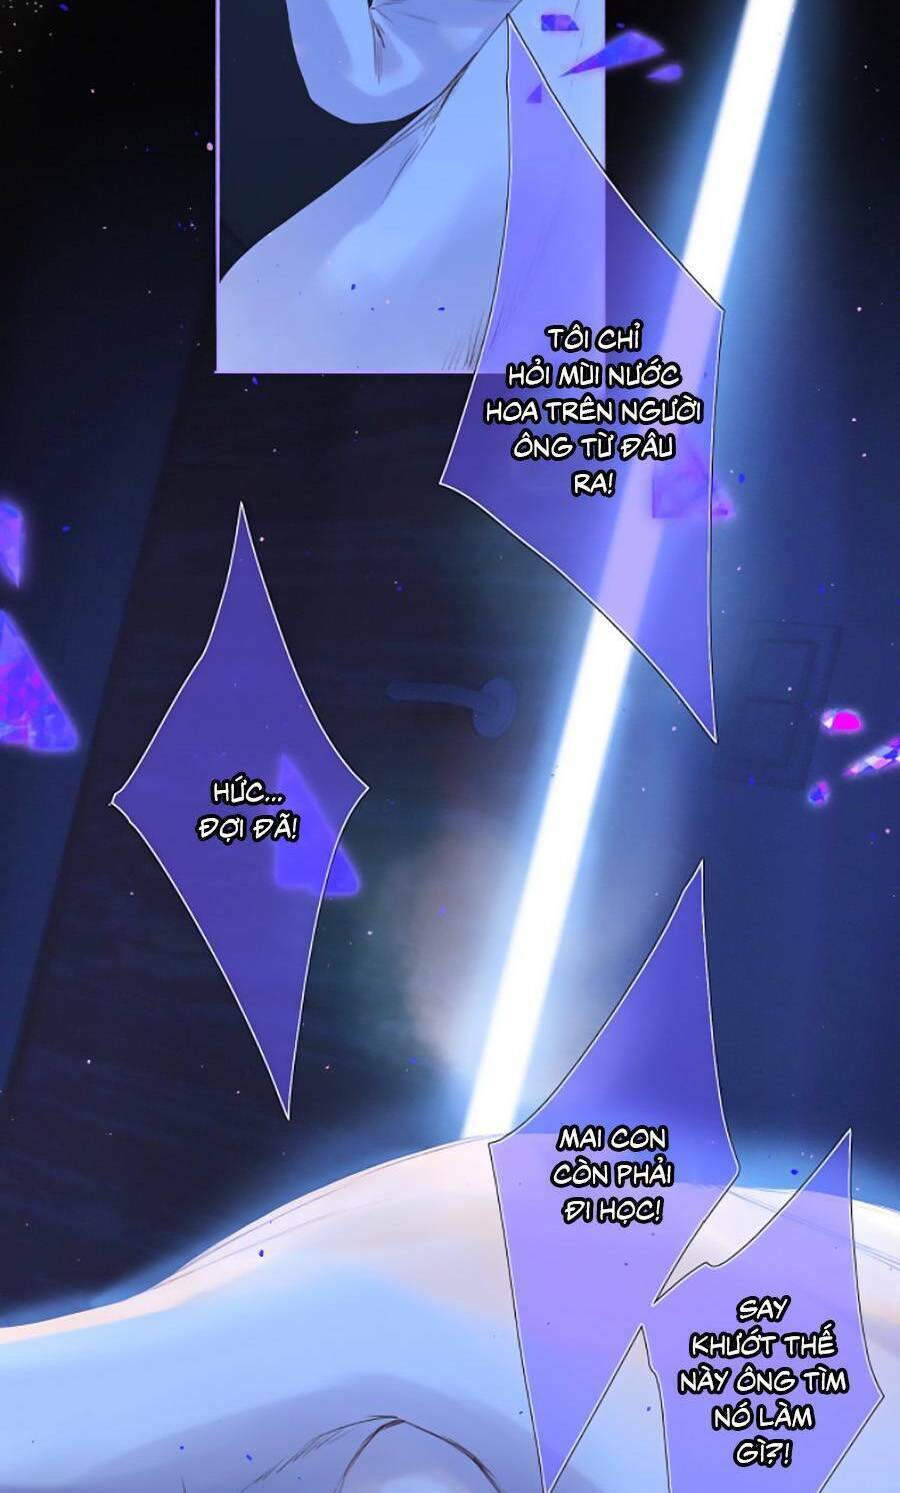 TÔI CHỈ
HỎI MÙI NƯỚC
HOA TRÊN NGƯỜI
ÔNG TỪ ĐÂU
RA!
HỨC...
ĐỢI ĐÃ!
MAI CON
CÒN PHẢI
ĐI HỌC!
SAY
KHƯỚT THẾ
NÀY ÔNG TÌM
NÓ LÀM
GÌ?!